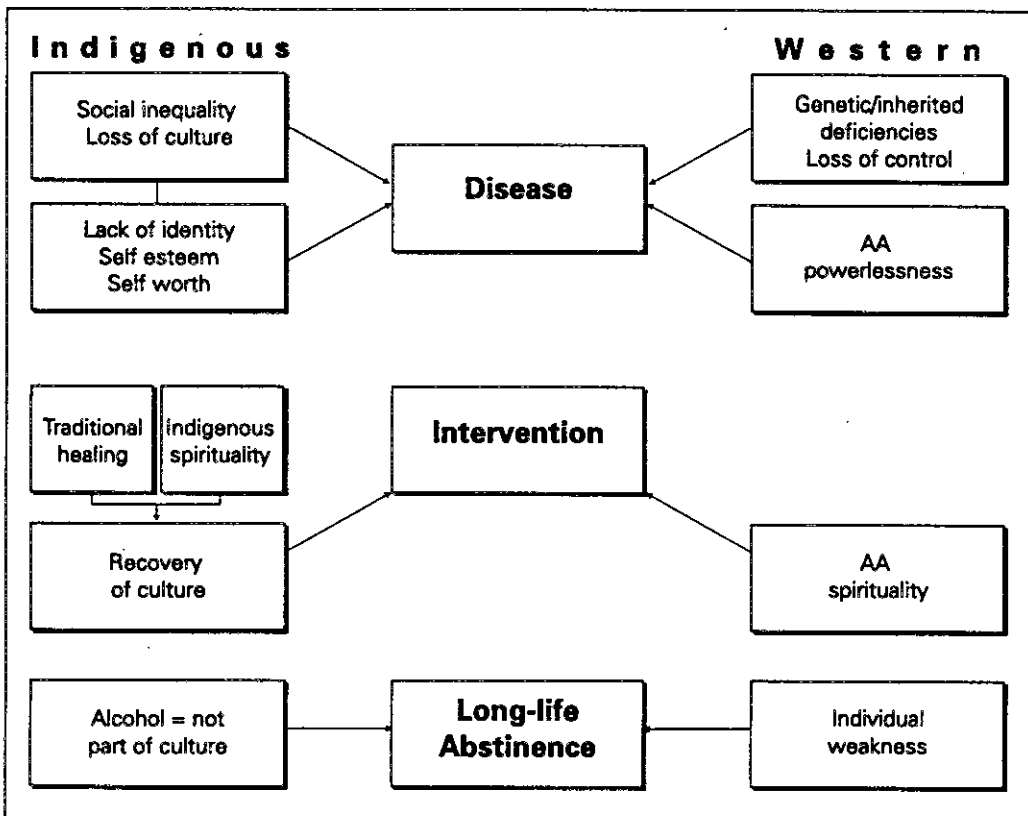 Indigenous
Western
Social inequality
Loss of culture
Lack of identity
Self esteem
Self worth
Disease
Genetic/inherited
deficiencies
Loss of control
AA
powerlessness
Traditional
healing
Indigenous
spirituality
Recovery
of culture
Intervention
AA
spirituality
Alcohol = not
part of culture
Long-life
Abstinence
Individual
weakness